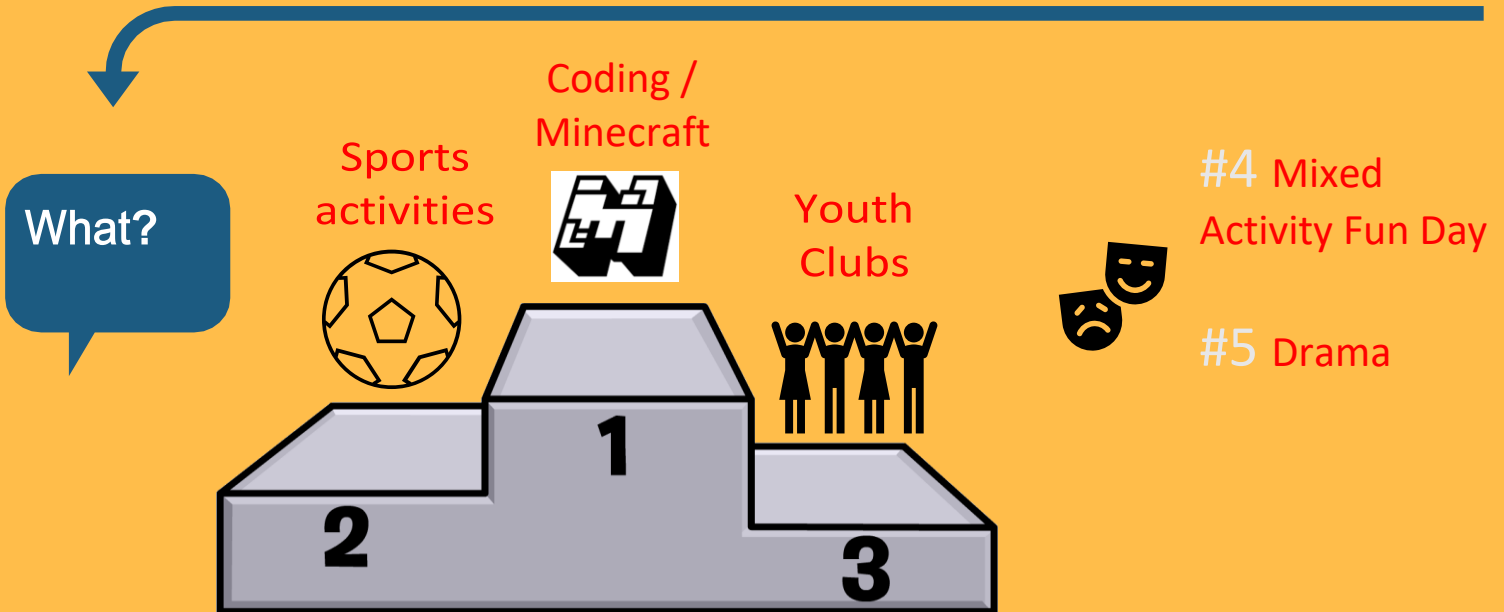 What?
Sports
activities
2
Coding /
Minecraft
1
Youth
Clubs
3
#4 Mixed
Activity Fun Day
#5 Drama